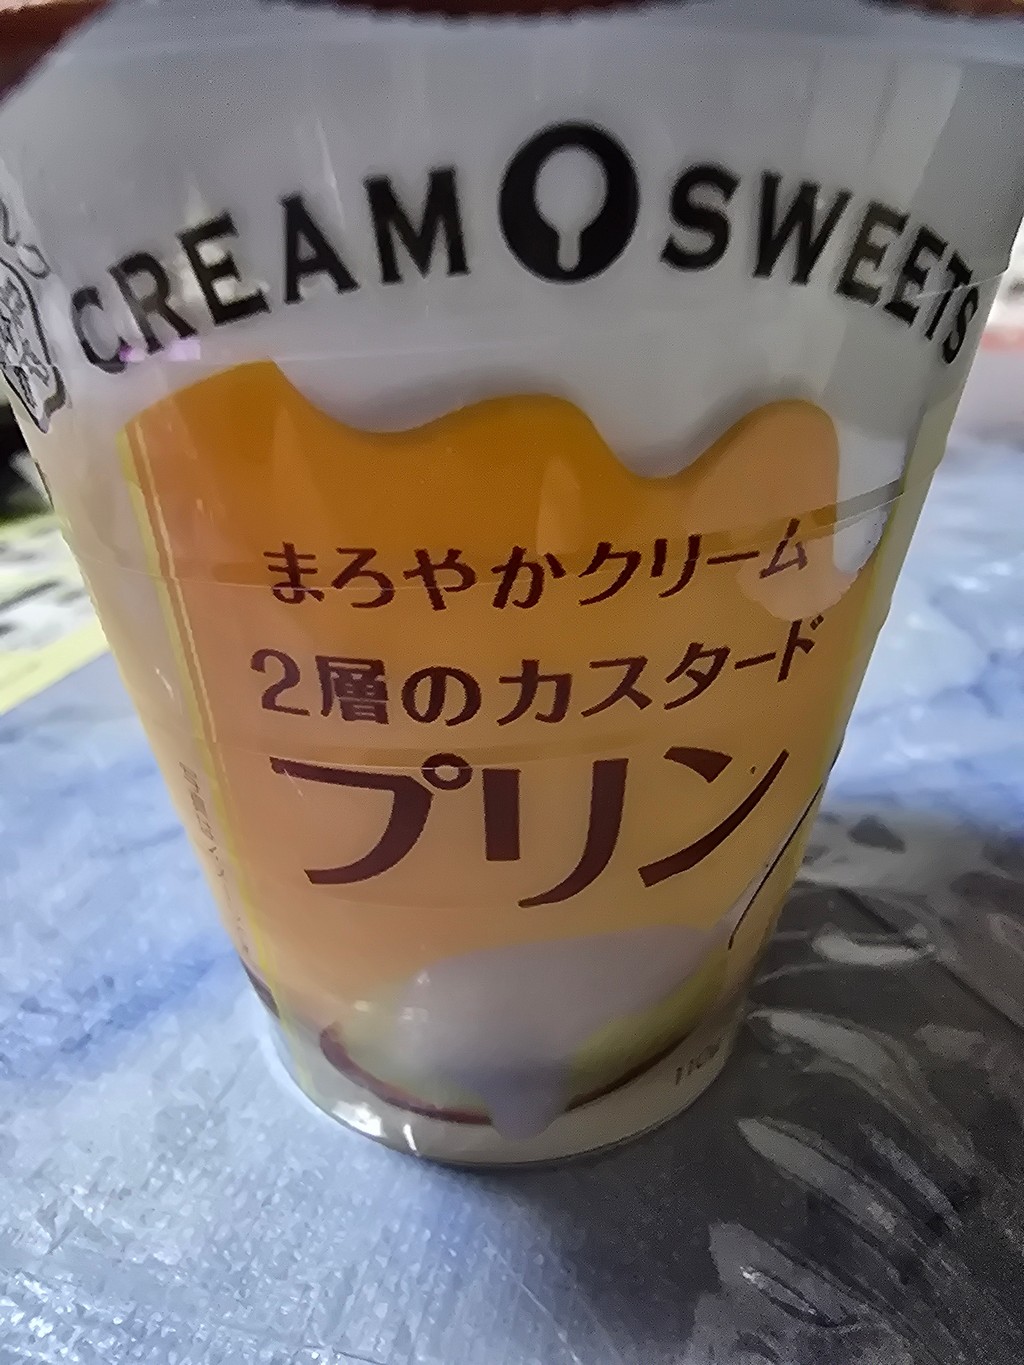 CREAM SWEETS
まろやかクリーム
2層のカスタード
プリン
110g